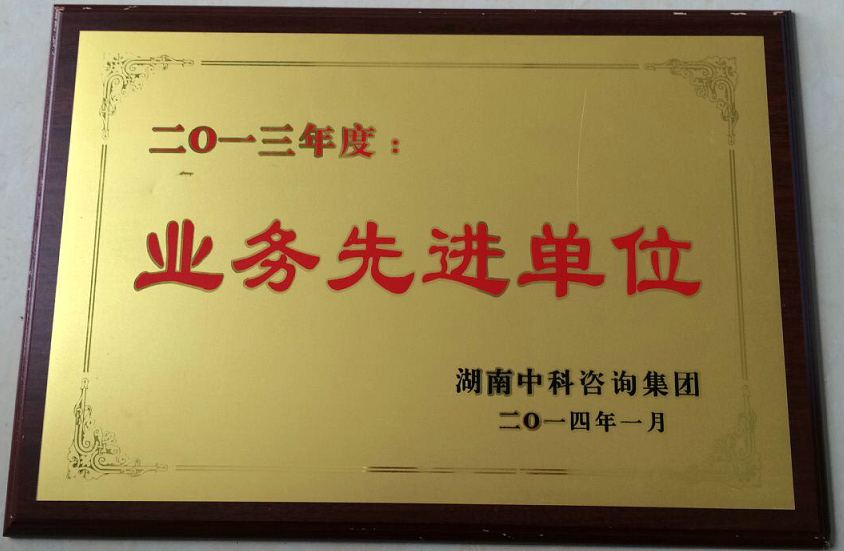 二O一三年度：
业务先进单位
湖南中科咨询集团
二O一四年一月